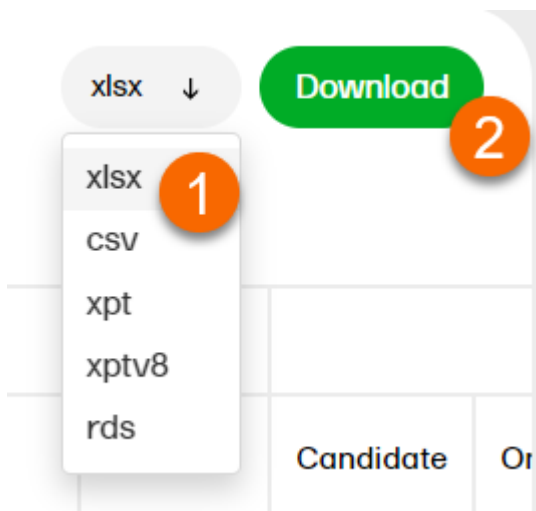 xlsx ↓ Download
2
xlsx
1
csv
xpt
xptv8
rds
Candidate